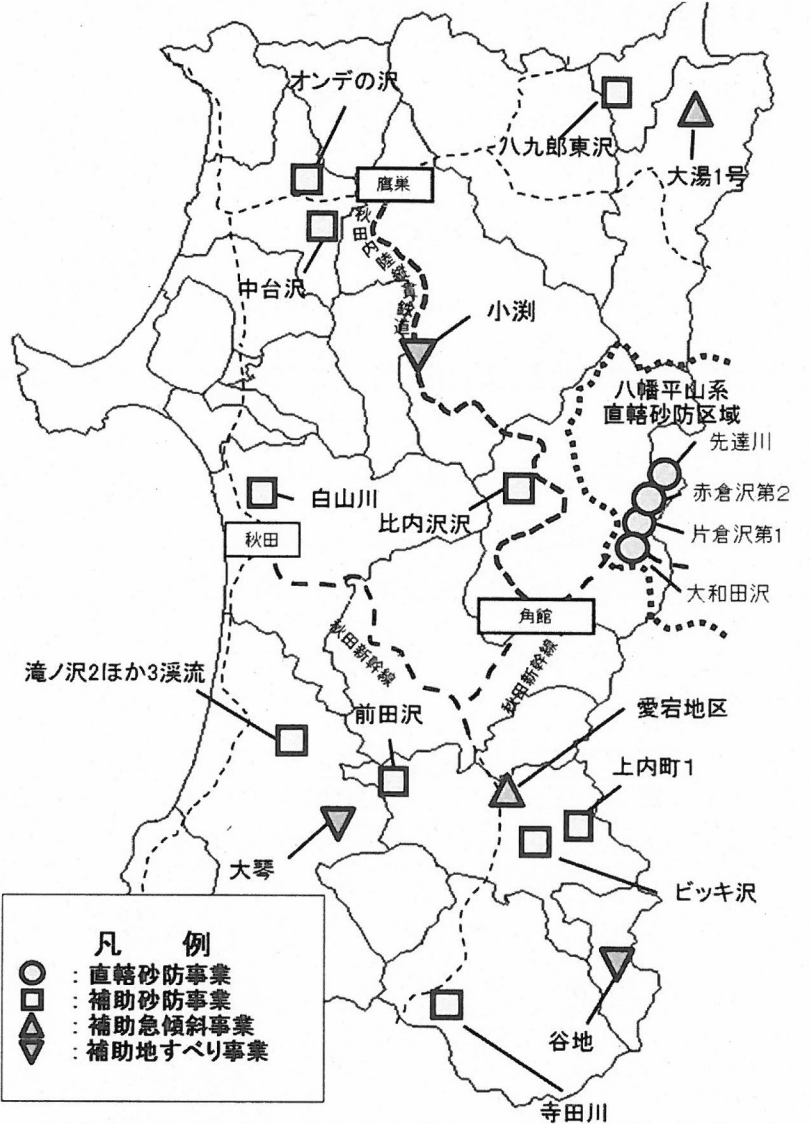 オンデの沢
八九郎東沢
大湯1号
鷹巣
秋田内陸縦貫鉄道
中台沢
小渕
八幡平山系
直轄砂防区域
先達川
赤倉沢第2
片倉沢第1
大和田沢
白山川
比内沢沢
秋田
角館
秋田新幹線
秋田新幹線
滝ノ沢2ほか3渓流
前田沢
愛宕地区
上内町1
大琴
ビッキ沢
谷地
寺田川
凡 例
：直轄砂防事業
：補助砂防事業
：補助急傾斜事業
：補助地すべり事業